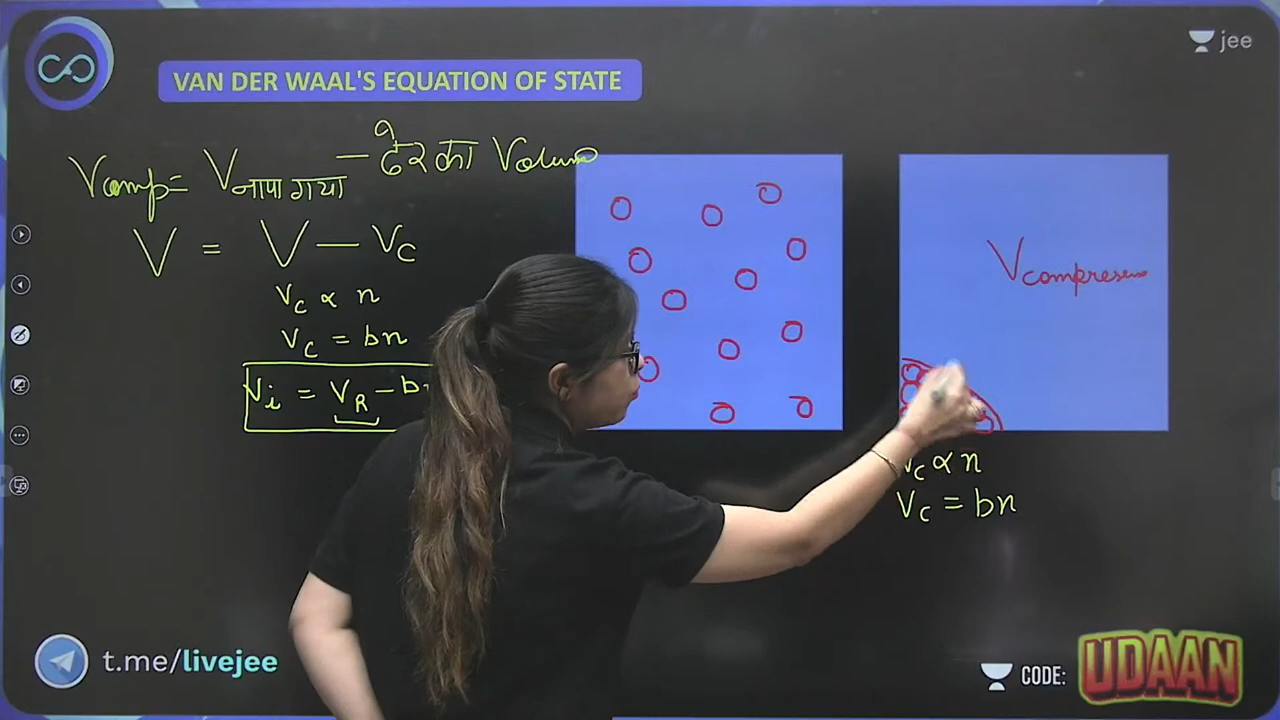 jee
VAN DER WAAL'S EQUATION OF STATE
Vcomp = Vनापा गया - ढेर का Volume
V = V - Vc
Vc ∝ n
Vc = bn
Vi = VR - b
Vcompress
Vc ∝ n
Vc = bn
t.me/livejee
CODE: UDAAN